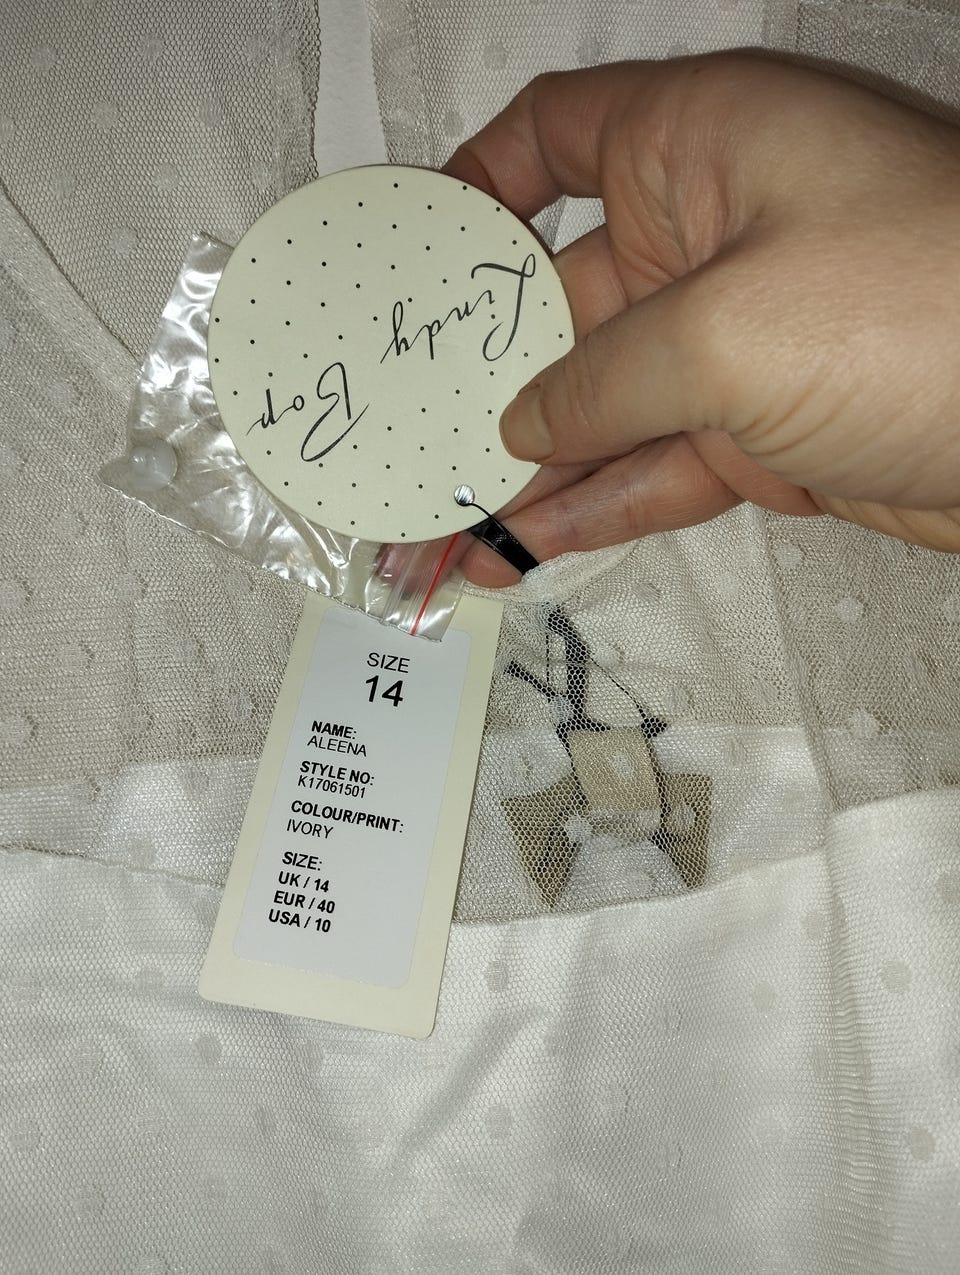 Lindy
Bop
SIZE
14
NAME:
ALEENA
STYLE NO:
K17061501
COLOUR/PRINT:
IVORY
SIZE:
UK / 14
EUR / 40
USA / 10